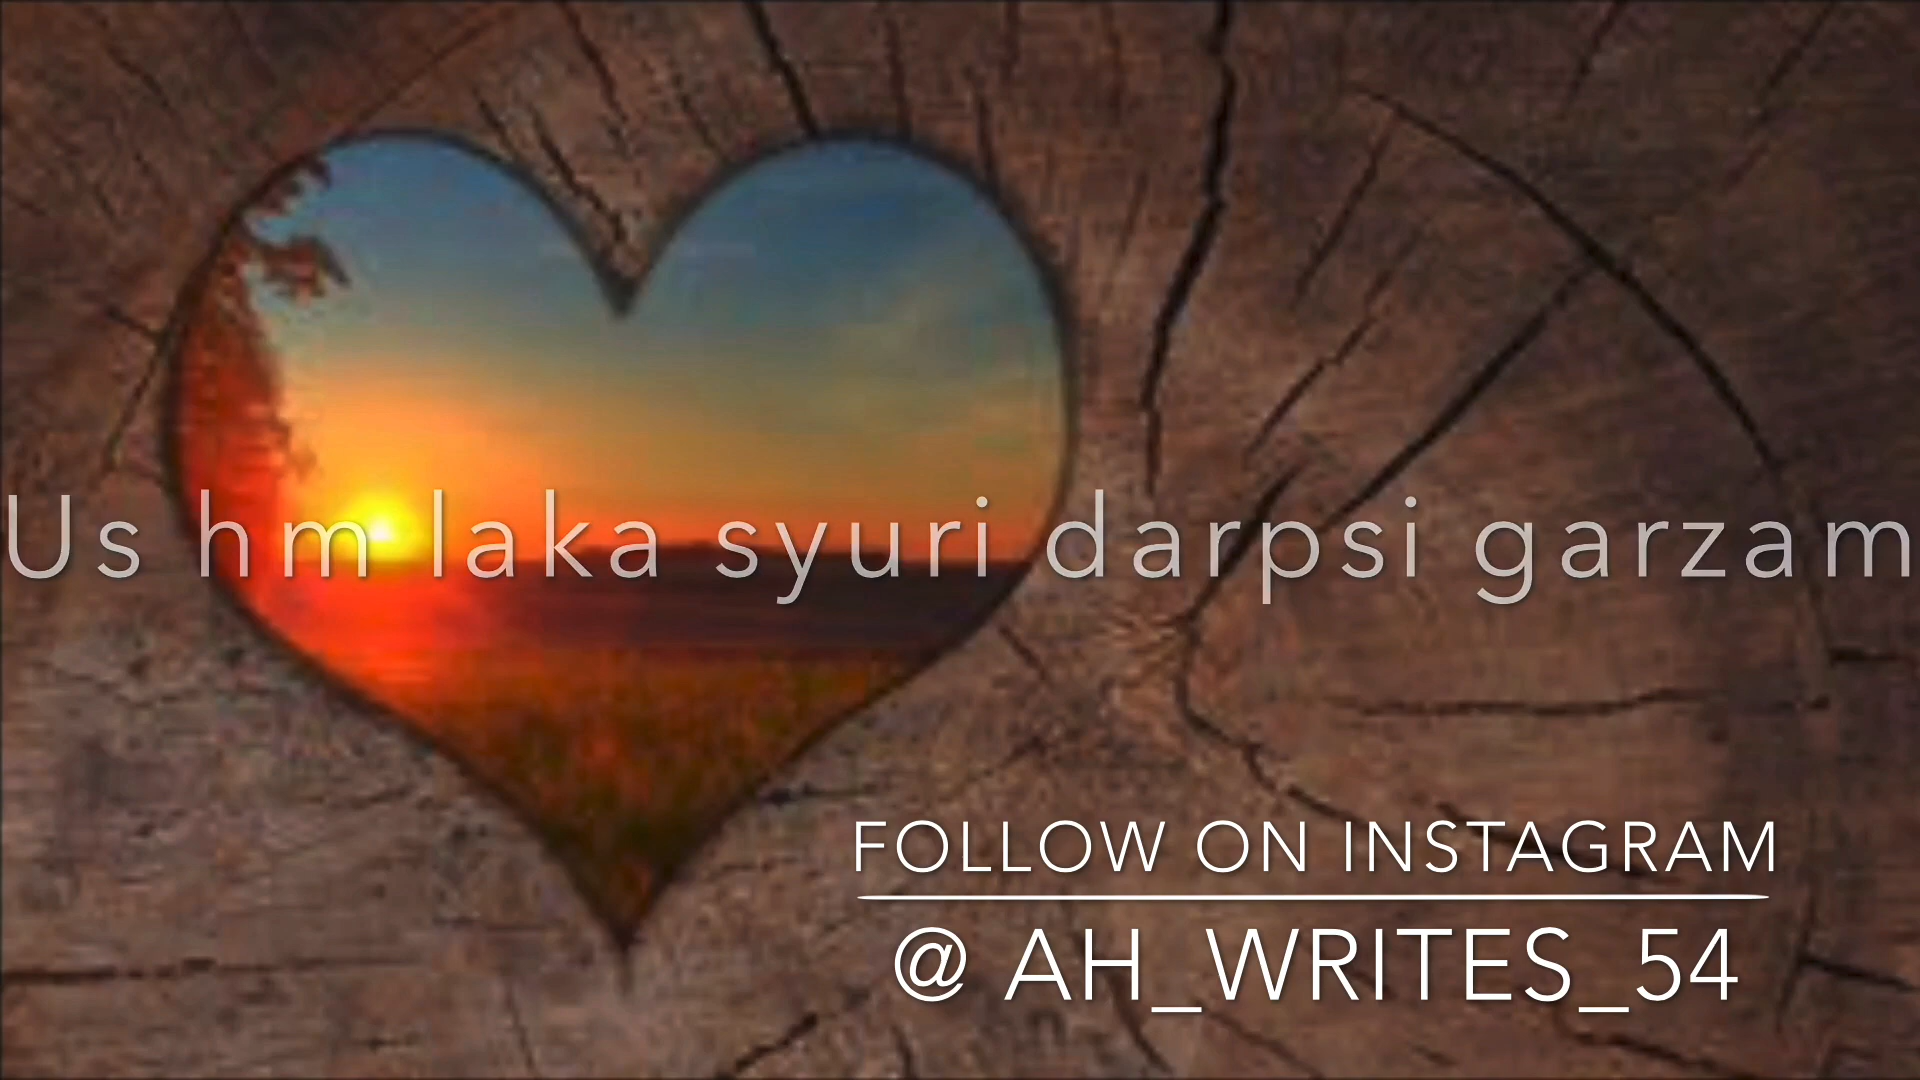 Us hm laka syuri darpsi garzam
FOLLOW ON INSTAGRAM
@ AH_WRITES_54